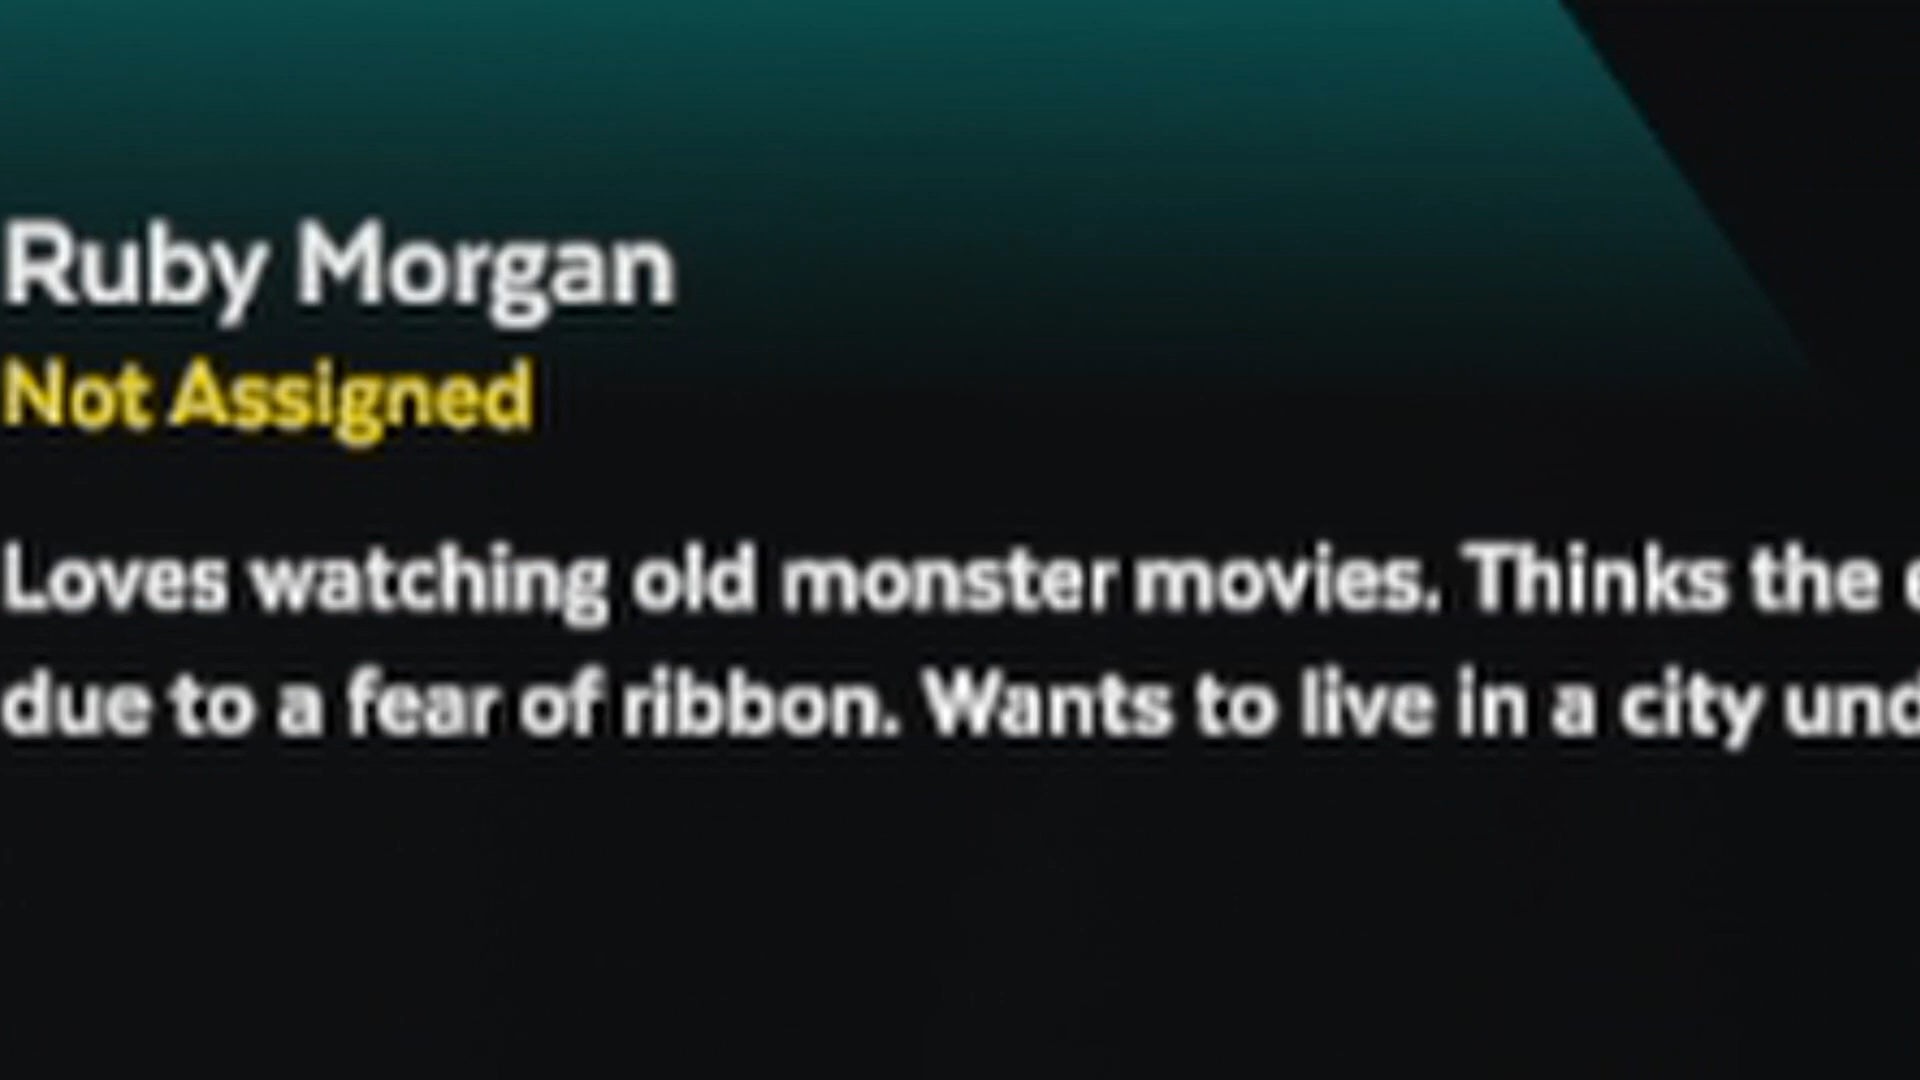 Ruby Morgan
Not Assigned
Loves watching old monster movies. Thinks the
due to a fear of ribbon. Wants to live in a city und